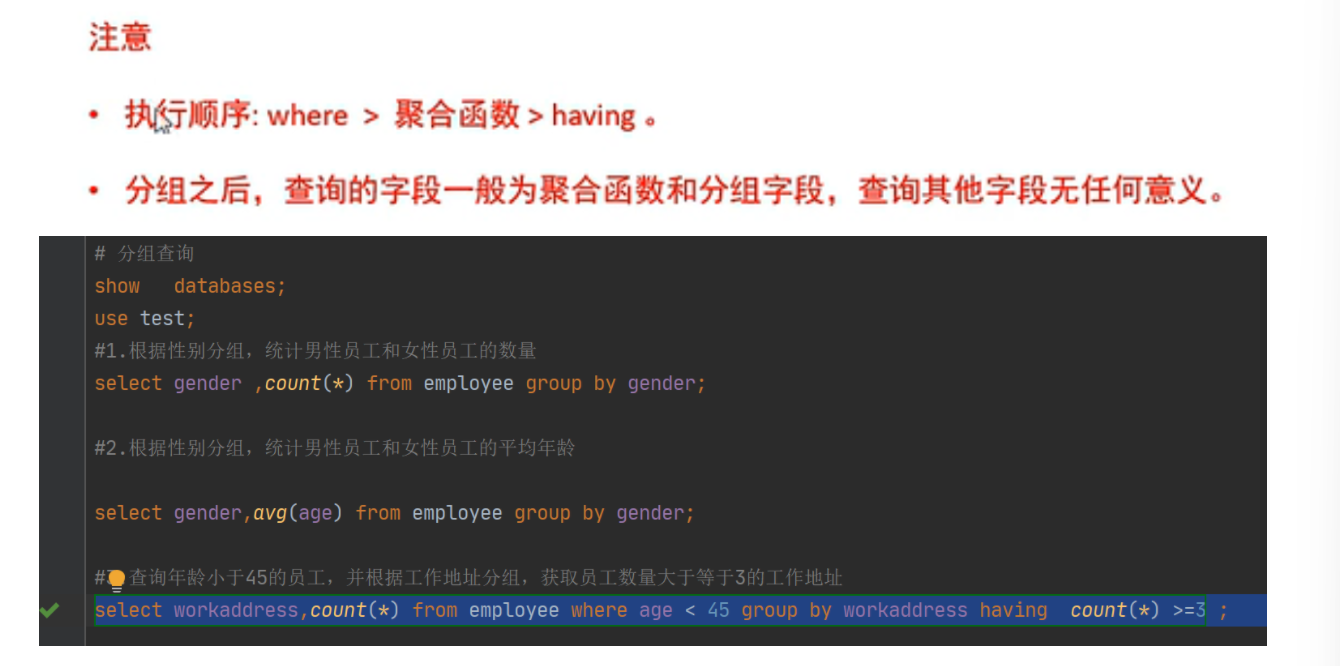 注意
• 执行顺序: where > 聚合函数 > having 。
• 分组之后，查询的字段一般为聚合函数和分组字段，查询其他字段无任何意义。
# 分组查询
show   databases;
use test;
#1.根据性别分组，统计男性员工和女性员工的数量
select gender ,count(*) from employee group by gender;
#2.根据性别分组，统计男性员工和女性员工的平均年龄
select gender,avg(age) from employee group by gender;
#3 查询年龄小于45的员工，并根据工作地址分组，获取员工数量大于等于3的工作地址
select workaddress,count(*) from employee where age < 45 group by workaddress having  count(*) >=3 ;